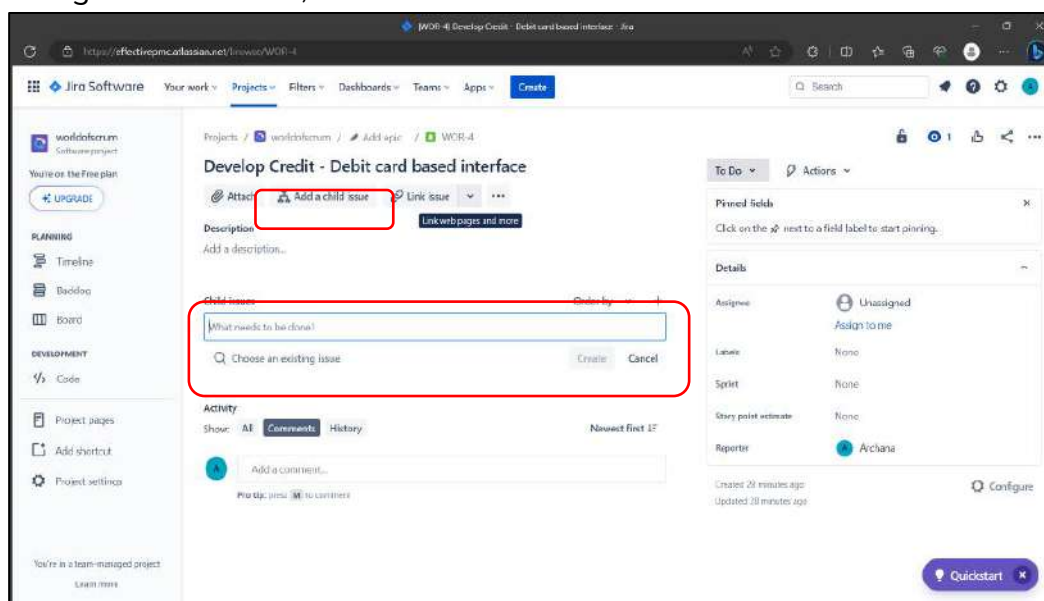 [WOR-4] Develop Credit - Debit card based interface - Jira
https://effectivepmc.atlassian.net/browse/WOR-4
Jira Software Your work Projects Filters Dashboards Teams Apps Create Search
worldofscrum
Software project
You're on the Free plan
UPGRADE
PLANNING
Timeline
Backlog
Board
DEVELOPMENT
Code
Project pages
Add shortcut
Project settings
You're in a team-managed project
Learn more
Projects / worldofscrum / Add epic / WOR-4
1
Develop Credit - Debit card based interface
Attach Add a child issue Link issue
Link web pages and more
Description
Add a description...
Child issues Order by
What needs to be done?
Choose an existing issue Create Cancel
Activity
Show: All Comments History Newest first
A Add a comment...
Pro tip: press M to comment
To Do Actions
Pinned fields
Click on the next to a field label to start pinning.
Details
Assignee Unassigned
Assign to me
Labels None
Sprint None
Story point estimate None
Reporter A Archana
Created 28 minutes ago
Updated 28 minutes ago
Configure
Quickstart